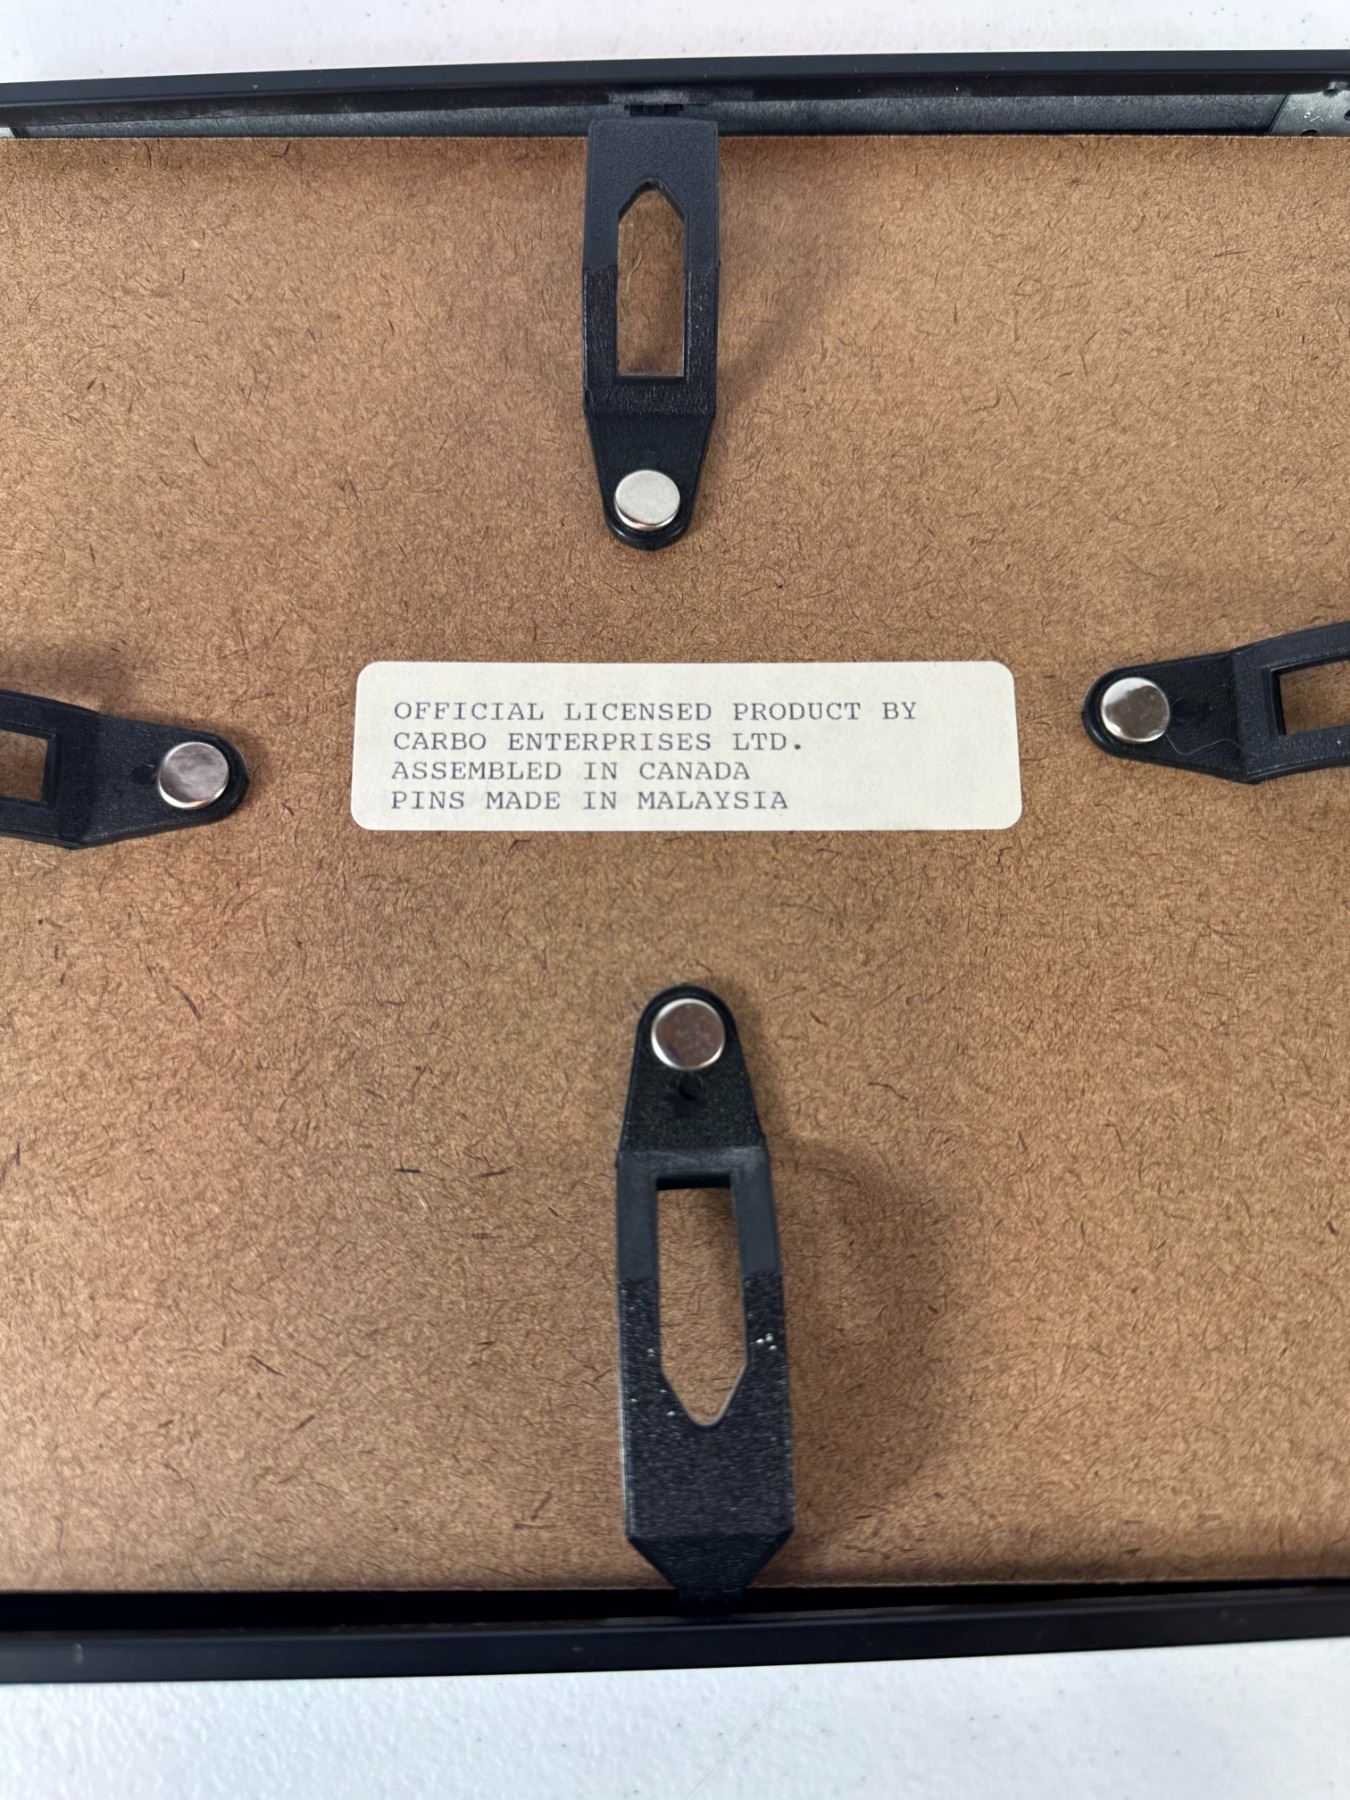 OFFICIAL LICENSED PRODUCT BY
CARBO ENTERPRISES LTD.
ASSEMBLED IN CANADA
PINS MADE IN MALAYSIA